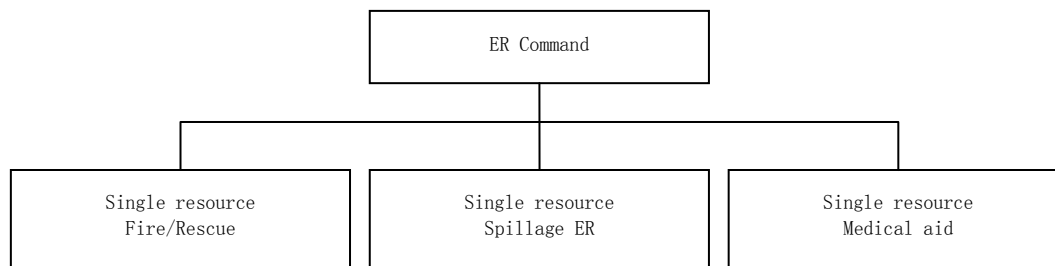 ER Command
Single resource
Fire/Rescue
Single resource
Spillage ER
Single resource
Medical aid